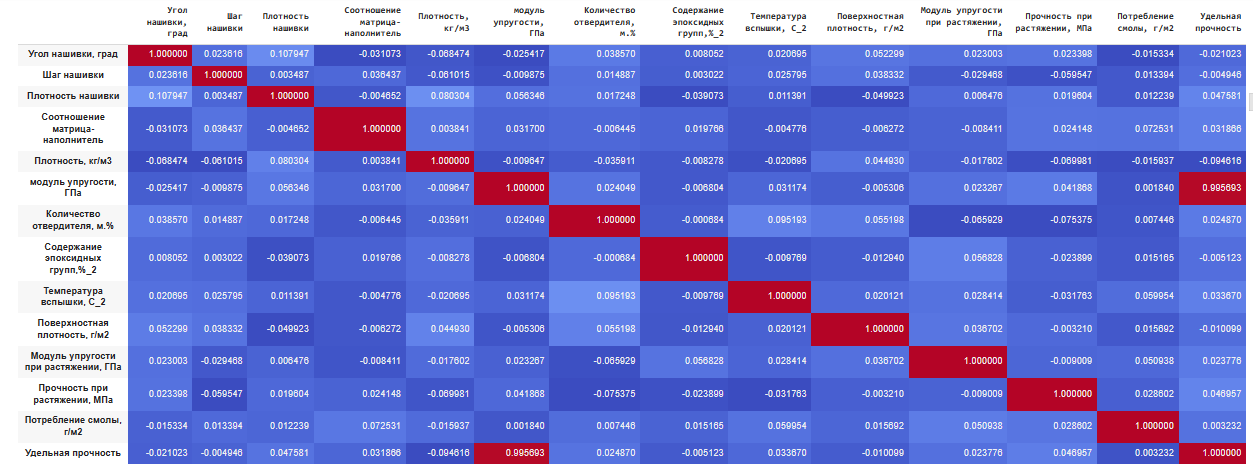 Угол нашивки, град Шаг нашивки Плотность нашивки Соотношение матрица-наполнитель Плотность, кг/м3 модуль упругости, ГПа Количество отвердителя, м.% Содержание эпоксидных групп,%_2 Температура вспышки, С_2 Поверхностная плотность, г/м2 Модуль упругости при растяжении, ГПа Прочность при растяжении, МПа Потребление смолы, г/м2 Удельная прочность
Угол нашивки, град 1.000000 0.023616 0.107947 -0.031073 -0.068474 -0.025417 0.038570 0.008052 0.020695 0.052299 0.023003 0.023398 -0.015334 -0.021023
Шаг нашивки 0.023616 1.000000 0.003487 0.036437 -0.061015 -0.009875 0.014887 0.003022 0.025795 0.038332 -0.029468 -0.059547 0.013394 -0.004946
Плотность нашивки 0.107947 0.003487 1.000000 -0.004652 0.080304 0.056346 0.017248 -0.039073 0.011391 -0.049923 0.006476 0.019604 0.012239 0.047581
Соотношение
матрица-
наполнитель -0.031073 0.036437 -0.004652 1.000000 0.003841 0.031700 -0.006445 0.019766 -0.004776 -0.006272 -0.008411 0.024148 0.072531 0.031866
Плотность, кг/м3 -0.068474 -0.061015 0.080304 0.003841 1.000000 -0.009647 -0.035911 -0.008278 -0.020695 0.044930 -0.017602 -0.069981 -0.015937 -0.094616
модуль упругости,
ГПа -0.025417 -0.009875 0.056346 0.031700 -0.009647 1.000000 0.024049 -0.006804 0.031174 -0.005306 0.023267 0.041868 0.001840 0.995693
Количество
отвердителя, м.% 0.038570 0.014887 0.017248 -0.006445 -0.035911 0.024049 1.000000 -0.000684 0.095193 0.055198 -0.065929 -0.075375 0.007446 0.024870
Содержание
эпоксидных
групп,%_2 0.008052 0.003022 -0.039073 0.019766 -0.008278 -0.006804 -0.000684 1.000000 -0.009769 -0.012940 0.056828 -0.023899 0.015165 -0.005123
Температура
вспышки, С_2 0.020695 0.025795 0.011391 -0.004776 -0.020695 0.031174 0.095193 -0.009769 1.000000 0.020121 0.028414 -0.031763 0.059954 0.033670
Поверхностная
плотность, г/м2 0.052299 0.038332 -0.049923 -0.006272 0.044930 -0.005306 0.055198 -0.012940 0.020121 1.000000 0.036702 -0.003210 0.015692 -0.010099
Модуль упругости
при растяжении, ГПа 0.023003 -0.029468 0.006476 -0.008411 -0.017602 0.023267 -0.065929 0.056828 0.028414 0.036702 1.000000 -0.009009 0.050938 0.023776
Прочность при
растяжении, МПа 0.023398 -0.059547 0.019604 0.024148 -0.069981 0.041868 -0.075375 -0.023899 -0.031763 -0.003210 -0.009009 1.000000 0.028602 0.046957
Потребление смолы,
г/м2 -0.015334 0.013394 0.012239 0.072531 -0.015937 0.001840 0.007446 0.015165 0.059954 0.015692 0.050938 0.028602 1.000000 0.003232
Удельная прочность -0.021023 -0.004946 0.047581 0.031866 -0.094616 0.995693 0.024870 -0.005123 0.033670 -0.010099 0.023776 0.046957 0.003232 1.000000